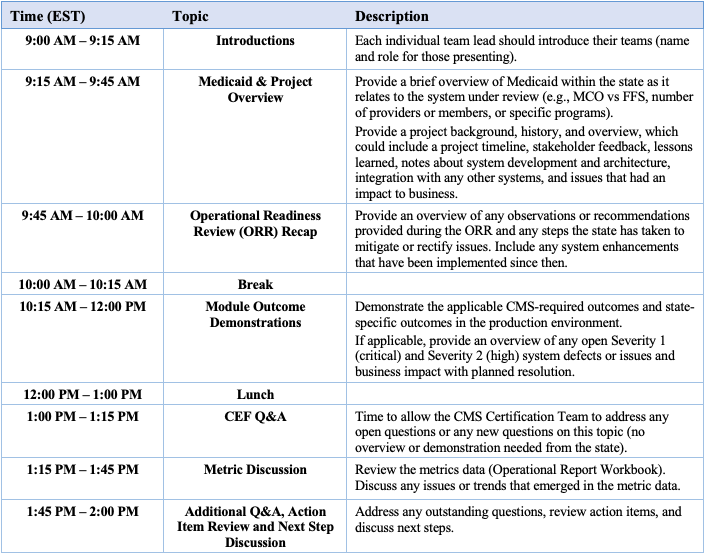 Time (EST) Topic Description
9:00 AM – 9:15 AM Introductions Each individual team lead should introduce their teams (name
and role for those presenting).
9:15 AM – 9:45 AM Medicaid & Project
Overview
Provide a brief overview of Medicaid within the state as it
relates to the system under review (e.g., MCO vs FFS, number
of providers or members, or specific programs).
Provide a project background, history, and overview, which
could include a project timeline, stakeholder feedback, lessons
learned, notes about system development and architecture,
integration with any other systems, and issues that had an
impact to business.
9:45 AM – 10:00 AM Operational Readiness
Review (ORR) Recap
Provide an overview of any observations or recommendations
provided during the ORR and any steps the state has taken to
mitigate or rectify issues. Include any system enhancements
that have been implemented since then.
10:00 AM – 10:15 AM Break
10:15 AM – 12:00 PM Module Outcome
Demonstrations
Demonstrate the applicable CMS-required outcomes and state-
specific outcomes in the production environment.
If applicable, provide an overview of any open Severity 1
(critical) and Severity 2 (high) system defects or issues and
business impact with planned resolution.
12:00 PM – 1:00 PM Lunch
1:00 PM – 1:15 PM CEF Q&A Time to allow the CMS Certification Team to address any
open questions or any new questions on this topic (no
overview or demonstration needed from the state).
1:15 PM – 1:45 PM Metric Discussion Review the metrics data (Operational Report Workbook).
Discuss any issues or trends that emerged in the metric data.
1:45 PM – 2:00 PM Additional Q&A, Action
Item Review and Next Step
Discussion
Address any outstanding questions, review action items, and
discuss next steps.